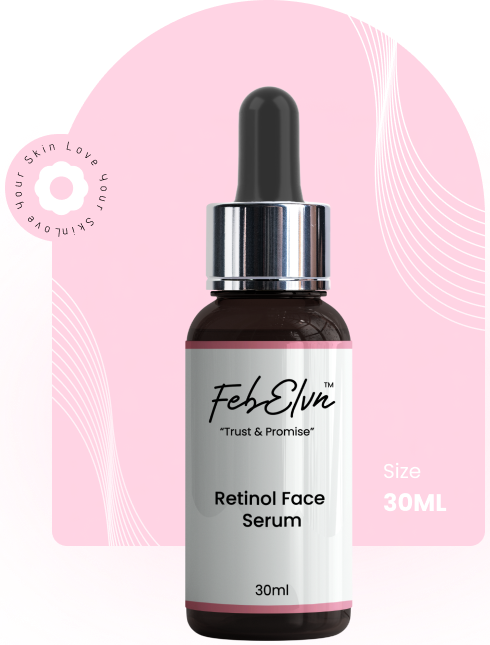 Love your Skin Love your Skin
FebElvn™
“Trust & Promise”
Retinol Face
Serum
30ml
Size
30ML